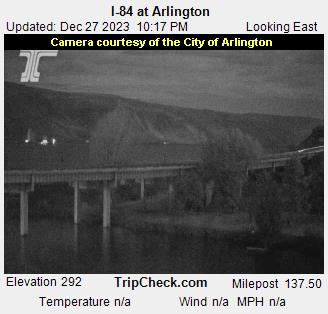 I-84 at Arlington
Updated: Dec 27 2023 10:17 PM Looking East
Camera courtesy of the City of Arlington
Elevation 292 TripCheck.com Milepost 137.50
Temperature n/a Wind n/a MPH n/a